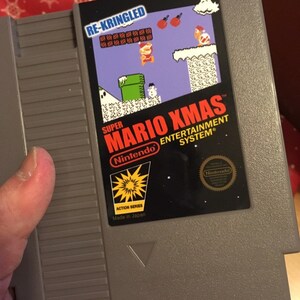 RE-KRINGLED
SUPER
MARIO XMAS
Nintendo
ENTERTAINMENT
SYSTEM
ACTION SERIES
Made in Japan